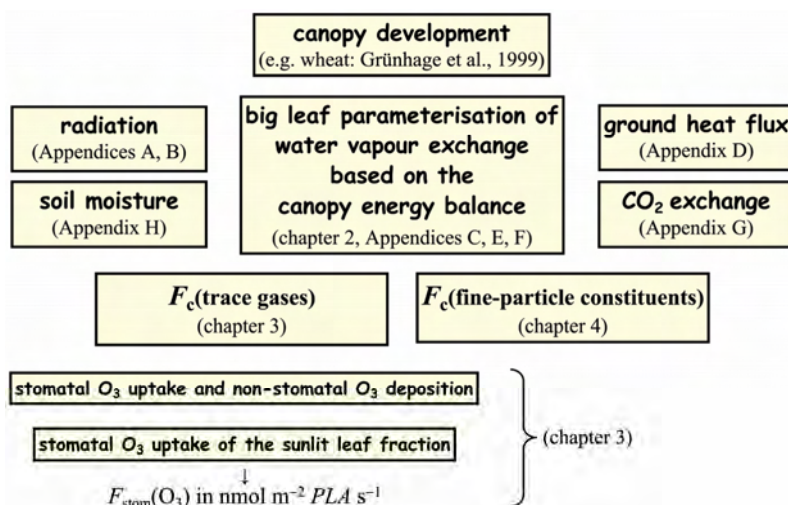 canopy development
(e.g. wheat: Grünhage et al., 1999)
radiation
(Appendices A, B)
soil moisture
(Appendix H)
big leaf parameterisation of
water vapour exchange
based on the
canopy energy balance
(chapter 2, Appendices C, E, F)
ground heat flux
(Appendix D)
CO₂ exchange
(Appendix G)
F_c(trace gases)
(chapter 3)
F_c(fine-particle constituents)
(chapter 4)
stomatal O₃ uptake and non-stomatal O₃ deposition
stomatal O₃ uptake of the sunlit leaf fraction
(chapter 3)
↓
F_stom(O₃) in nmol m⁻² PLA s⁻¹